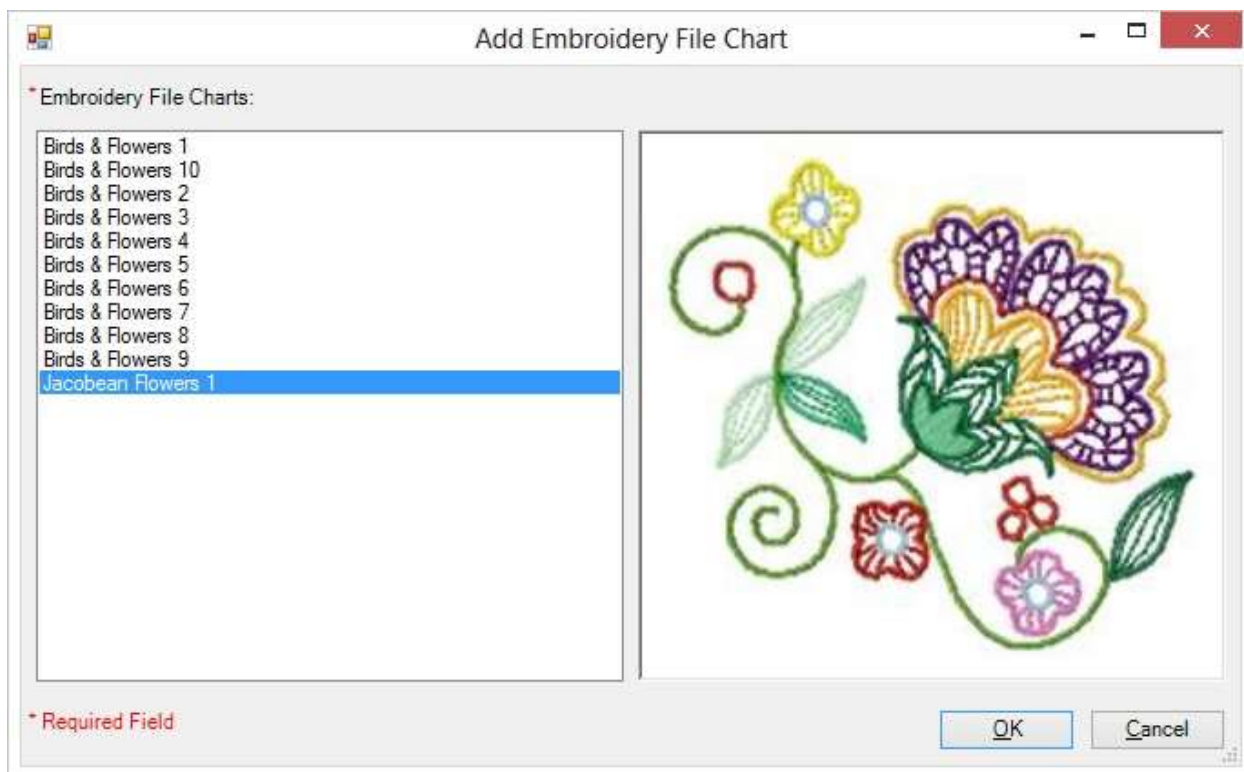 Add Embroidery File Chart
* Embroidery File Charts:
Birds & Flowers 1
Birds & Flowers 10
Birds & Flowers 2
Birds & Flowers 3
Birds & Flowers 4
Birds & Flowers 5
Birds & Flowers 6
Birds & Flowers 7
Birds & Flowers 8
Birds & Flowers 9
Jacobean Flowers 1
* Required Field
OK
Cancel